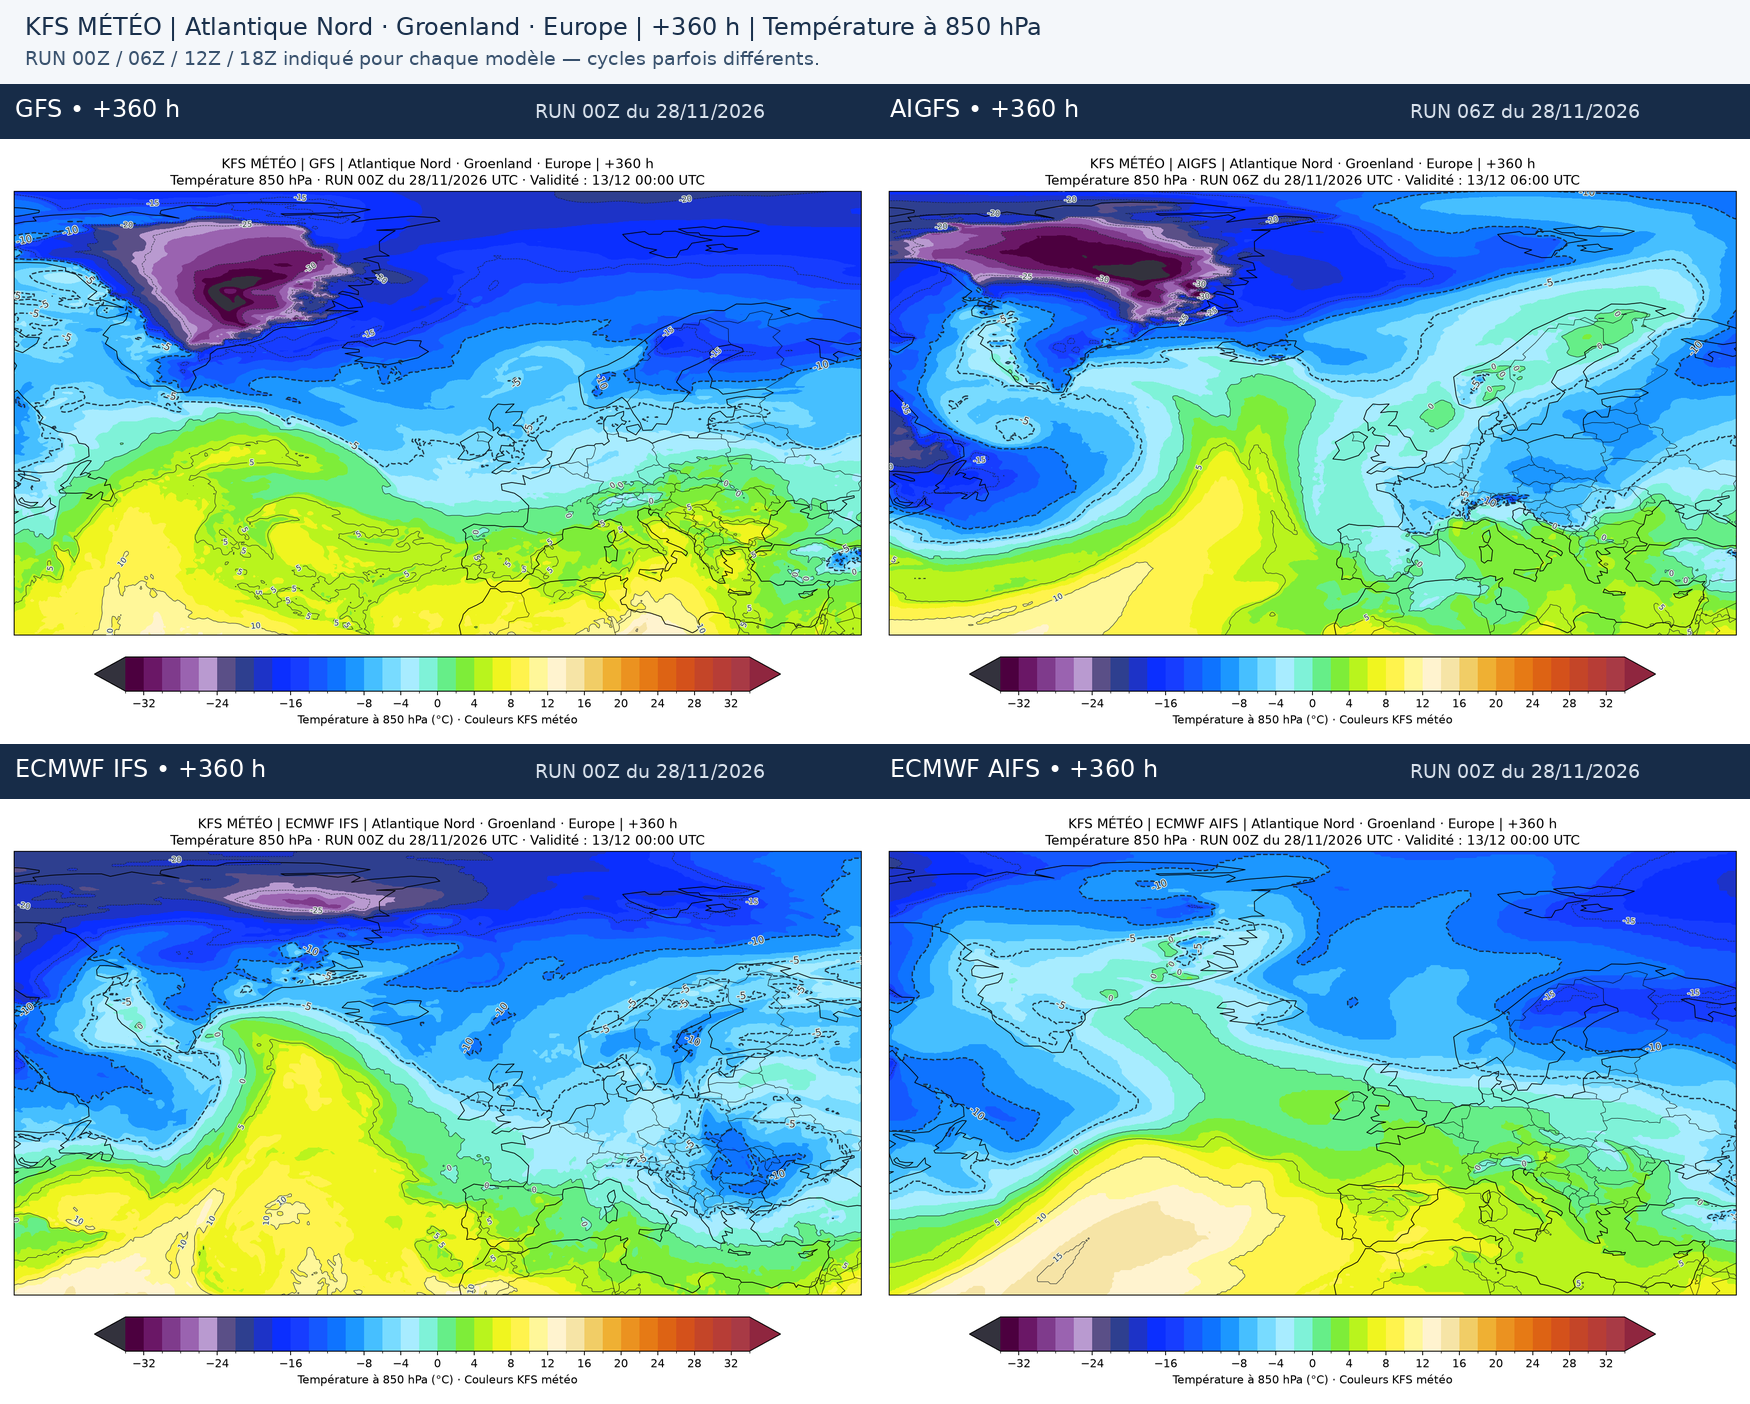 KFS MÉTÉO | Atlantique Nord · Groenland · Europe | +360 h | Température à 850 hPa
RUN 00Z / 06Z / 12Z / 18Z indiqué pour chaque modèle — cycles parfois différents.
GFS • +360 h
RUN 00Z du 28/11/2026
AIGFS • +360 h
RUN 06Z du 28/11/2026
KFS MÉTÉO | GFS | Atlantique Nord · Groenland · Europe | +360 h
Température 850 hPa · RUN 00Z du 28/11/2026 UTC · Validité : 13/12 00:00 UTC
KFS MÉTÉO | AIGFS | Atlantique Nord · Groenland · Europe | +360 h
Température 850 hPa · RUN 06Z du 28/11/2026 UTC · Validité : 13/12 06:00 UTC
−32 −24 −16 −8 −4 0 4 8 12 16 20 24 28 32
Température à 850 hPa (°C) · Couleurs KFS météo
−32 −24 −16 −8 −4 0 4 8 12 16 20 24 28 32
Température à 850 hPa (°C) · Couleurs KFS météo
ECMWF IFS • +360 h
RUN 00Z du 28/11/2026
ECMWF AIFS • +360 h
RUN 00Z du 28/11/2026
KFS MÉTÉO | ECMWF IFS | Atlantique Nord · Groenland · Europe | +360 h
Température 850 hPa · RUN 00Z du 28/11/2026 UTC · Validité : 13/12 00:00 UTC
KFS MÉTÉO | ECMWF AIFS | Atlantique Nord · Groenland · Europe | +360 h
Température 850 hPa · RUN 00Z du 28/11/2026 UTC · Validité : 13/12 00:00 UTC
−32 −24 −16 −8 −4 0 4 8 12 16 20 24 28 32
Température à 850 hPa (°C) · Couleurs KFS météo
−32 −24 −16 −8 −4 0 4 8 12 16 20 24 28 32
Température à 850 hPa (°C) · Couleurs KFS météo